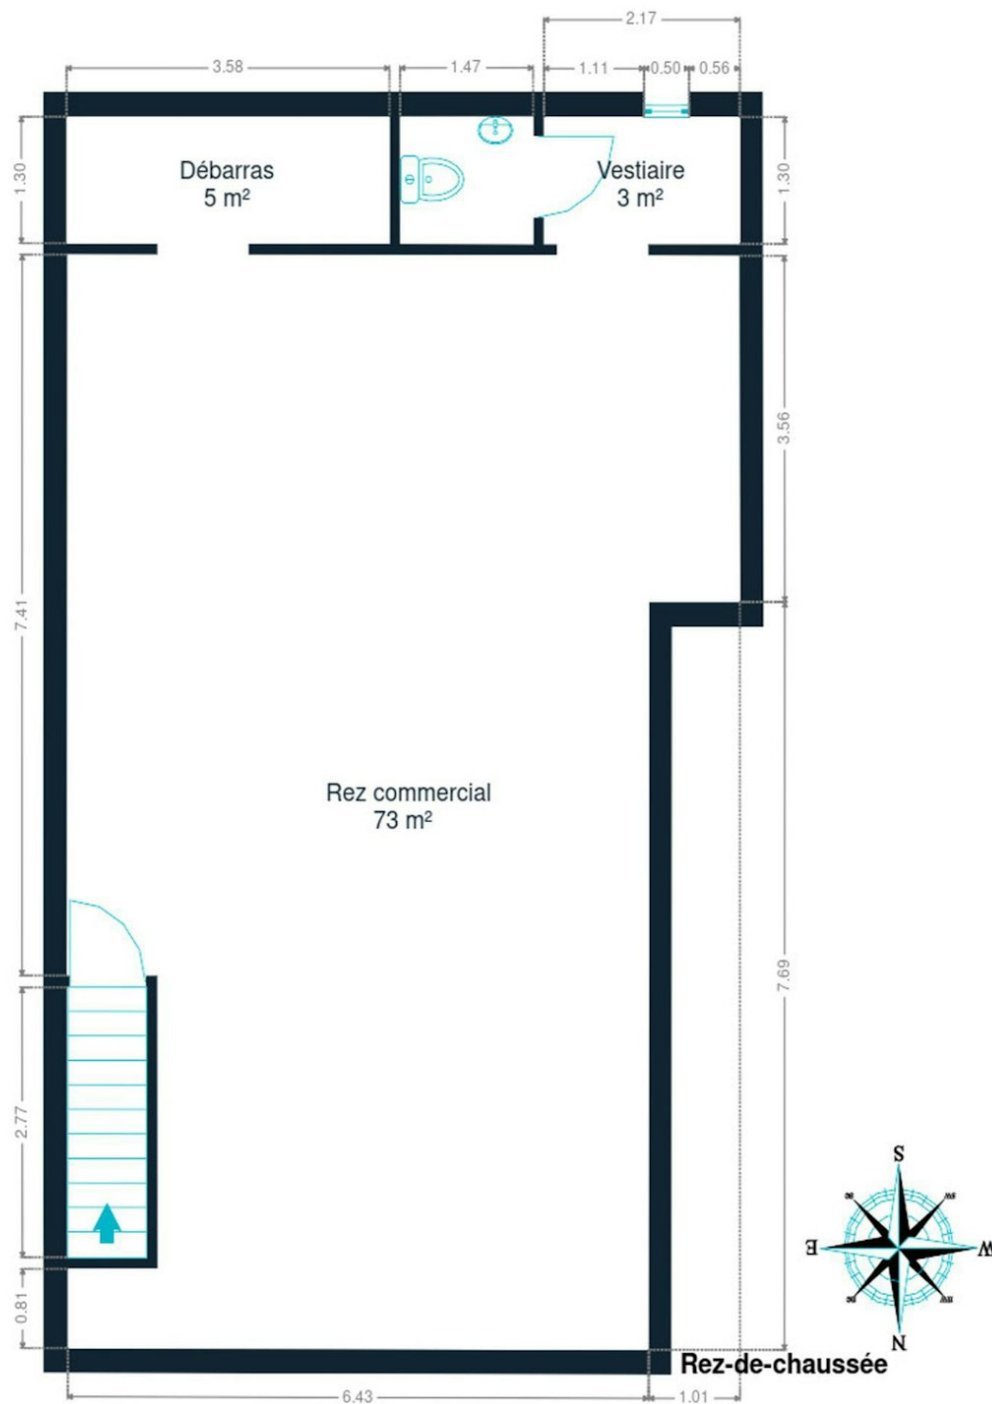 2.17
3.58
1.47
1.11
0.50
0.56
1.30
Débarras
5 m²
Vestiaire
3 m²
1.30
3.56
7.41
Rez commercial
73 m²
7.69
2.77
0.81
S
E
W
N
Rez-de-chaussée
6.43
1.01